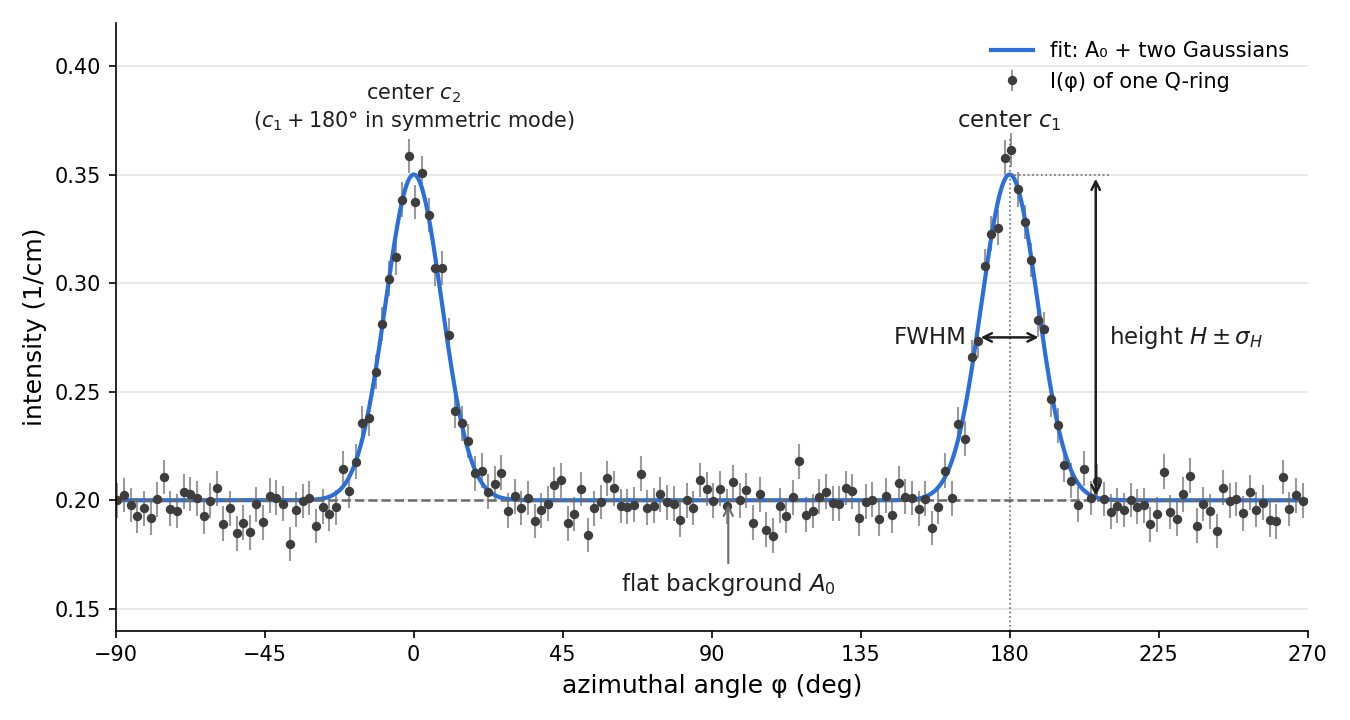 fit: A₀ + two Gaussians
I(φ) of one Q-ring
center c₂
(c₁ + 180° in symmetric mode)
center c₁
FWHM
height H ± σ_H
flat background A₀
intensity (1/cm)
0.40
0.35
0.30
0.25
0.20
0.15
−90
−45
0
45
90
135
180
225
270
azimuthal angle φ (deg)